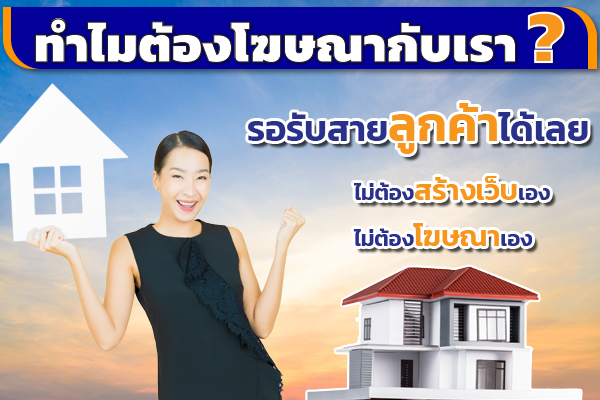 ทำไมต้องโฆษณากับเรา ?
รอรับสายลูกค้าได้เลย
ไม่ต้องสร้างเว็บเอง
ไม่ต้องโฆษณาเอง